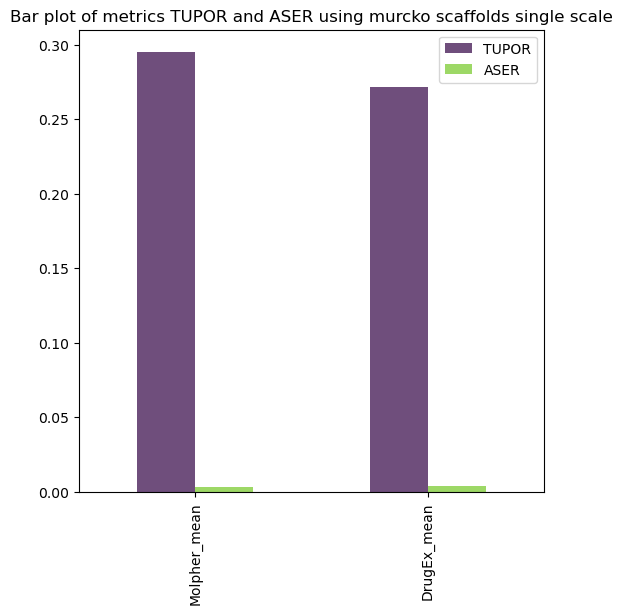 Bar plot of metrics TUPOR and ASER using murcko scaffolds single scale
TUPOR
ASER
0.30
0.25
0.20
0.15
0.10
0.05
0.00
Molpher_mean
DrugEx_mean